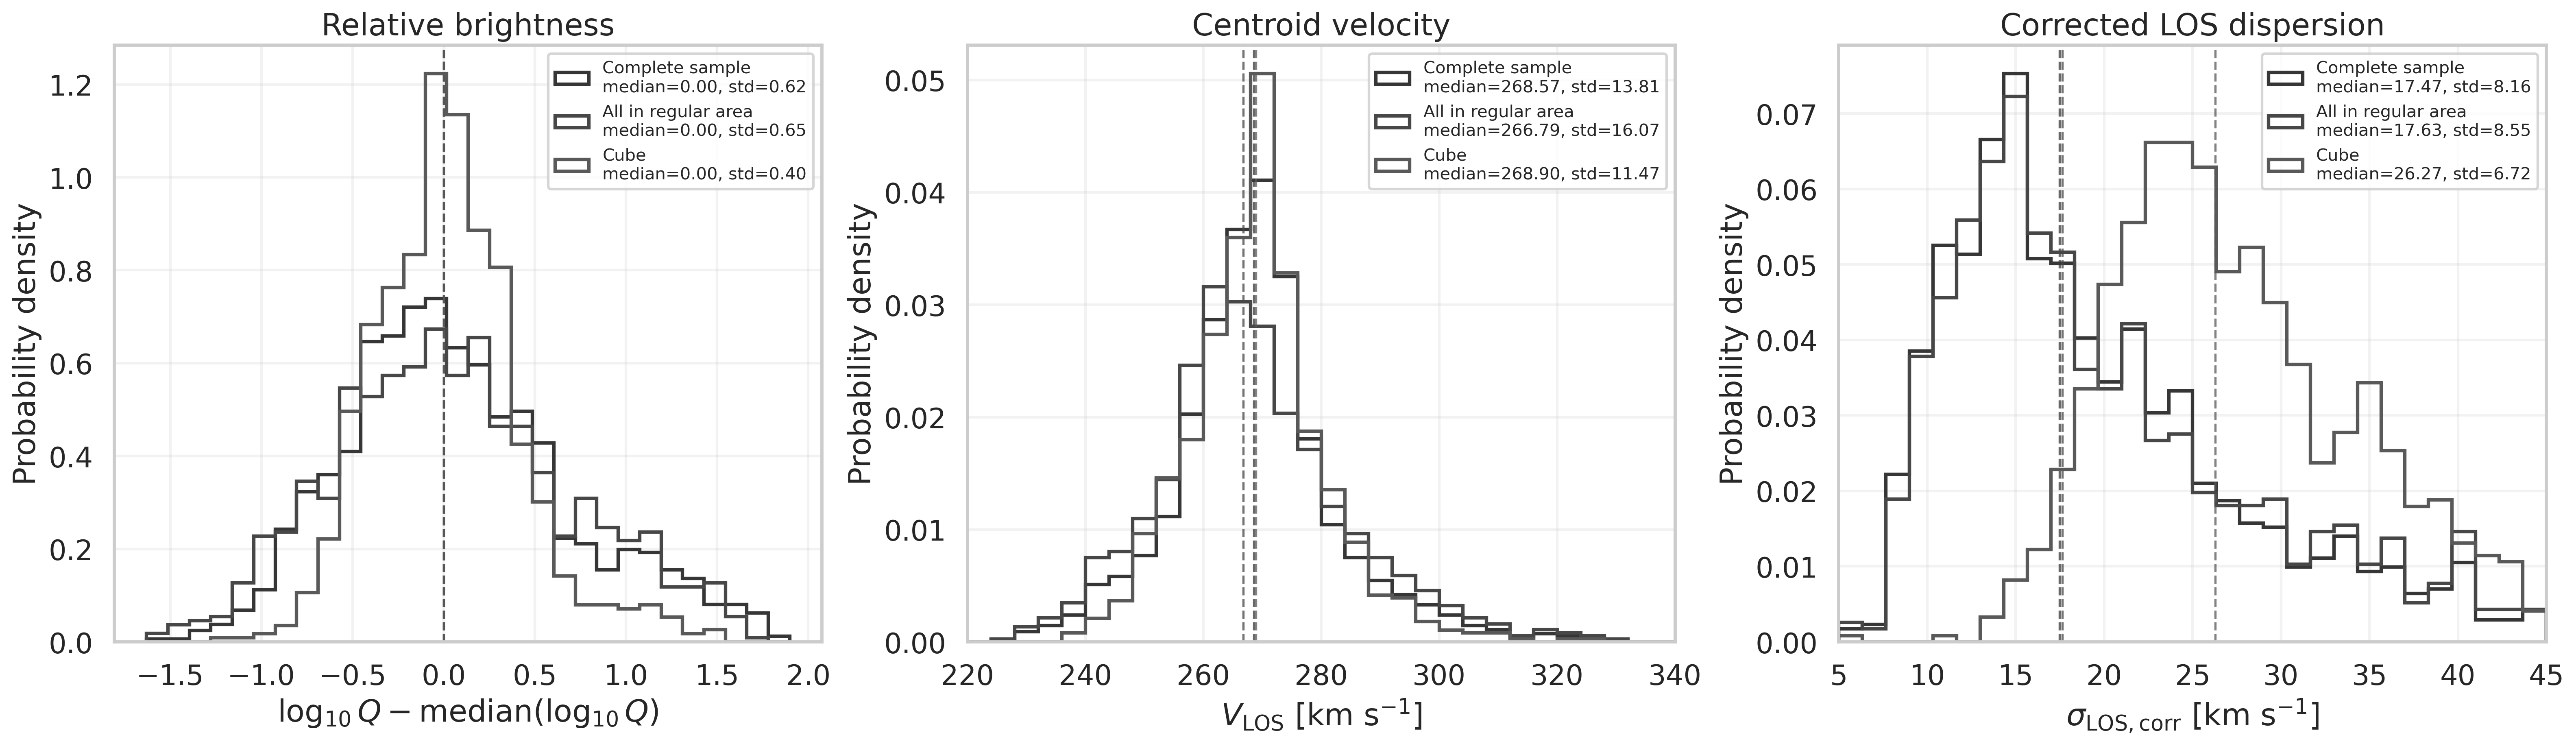 Relative brightness
1.2
1.0
0.8
0.6
0.4
0.2
0.0
Probability density
Complete sample
median=0.00, std=0.62
All in regular area
median=0.00, std=0.65
Cube
median=0.00, std=0.40
−1.5 −1.0 −0.5 0.0 0.5 1.0 1.5 2.0
log₁₀ Q − median(log₁₀ Q)
Centroid velocity
0.05
0.04
0.03
0.02
0.01
0.00
Probability density
Complete sample
median=268.57, std=13.81
All in regular area
median=266.79, std=16.07
Cube
median=268.90, std=11.47
220 240 260 280 300 320 340
V_LOS [km s⁻¹]
Corrected LOS dispersion
0.07
0.06
0.05
0.04
0.03
0.02
0.01
0.00
Probability density
Complete sample
median=17.47, std=8.16
All in regular area
median=17.63, std=8.55
Cube
median=26.27, std=6.72
5 10 15 20 25 30 35 40 45
σ_LOS, corr [km s⁻¹]